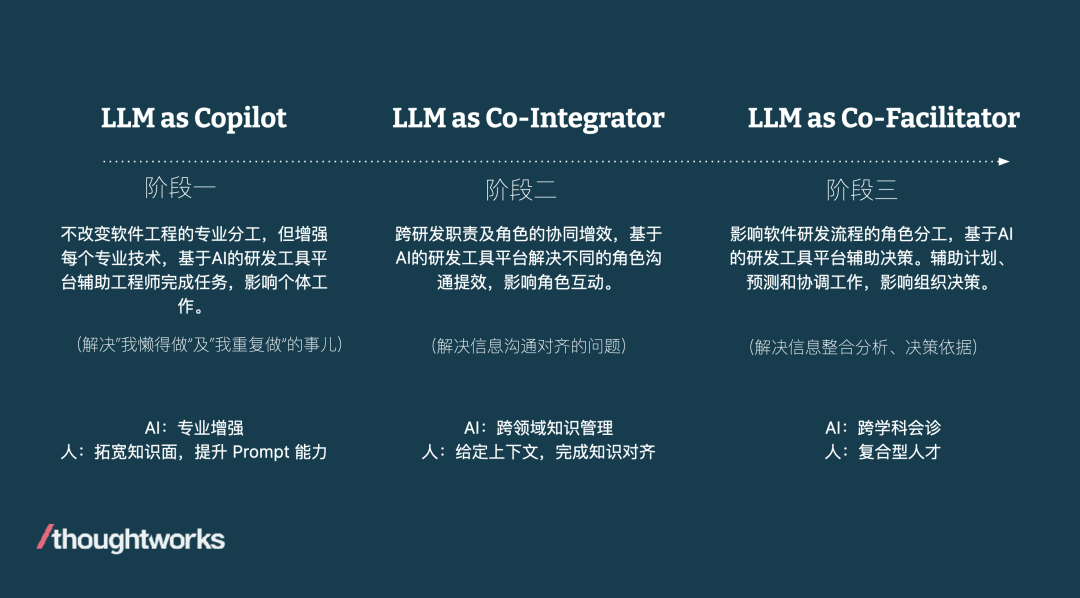 LLM as Copilot
LLM as Co-Integrator
LLM as Co-Facilitator
阶段一
阶段二
阶段三
不改变软件工程的专业分工，但增强
每个专业技术，基于AI的研发工具平
台辅助工程师完成任务，影响个体工
作。
（解决”我懒得做“及”我重复做“的事儿）
跨研发职责及角色的协同增效，基于
AI的研发工具平台解决不同的角色沟
通提效，影响角色互动。
（解决信息沟通对齐的问题）
影响软件研发流程的角色分工，基于AI
的研发工具平台辅助决策。辅助计划、
预测和协调工作，影响组织决策。
（解决信息整合分析、决策依据）
AI：专业增强
人：拓宽知识面，提升 Prompt 能力
AI：跨领域知识管理
人：给定上下文，完成知识对齐
AI：跨学科会诊
人：复合型人才
/thoughtworks